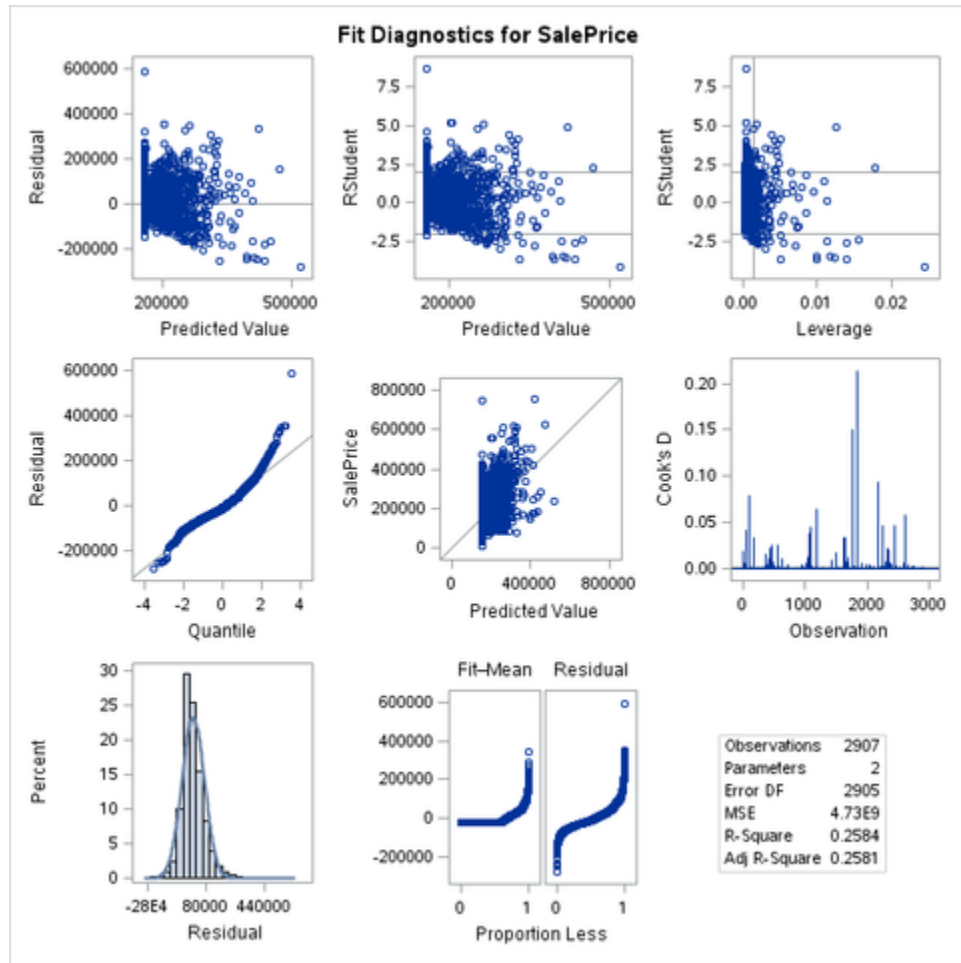 Fit Diagnostics for SalePrice
600000
400000
200000
0
-200000
Residual
200000 500000
Predicted Value
7.5
5.0
2.5
0.0
-2.5
RStudent
200000 500000
Predicted Value
7.5
5.0
2.5
0.0
-2.5
RStudent
0.00 0.01 0.02
Leverage
600000
400000
200000
0
-200000
Residual
-4 -2 0 2 4
Quantile
800000
600000
400000
200000
0
SalePrice
0 400000 800000
Predicted Value
0.20
0.15
0.10
0.05
0.00
Cook's D
0 1000 2000 3000
Observation
30
25
20
15
10
5
0
Percent
-28E4 80000 440000
Residual
Fit–Mean Residual
600000
400000
200000
0
-200000
0 1 0 1
Proportion Less
Observations 2907
Parameters 2
Error DF 2905
MSE 4.73E9
R-Square 0.2584
Adj R-Square 0.2581